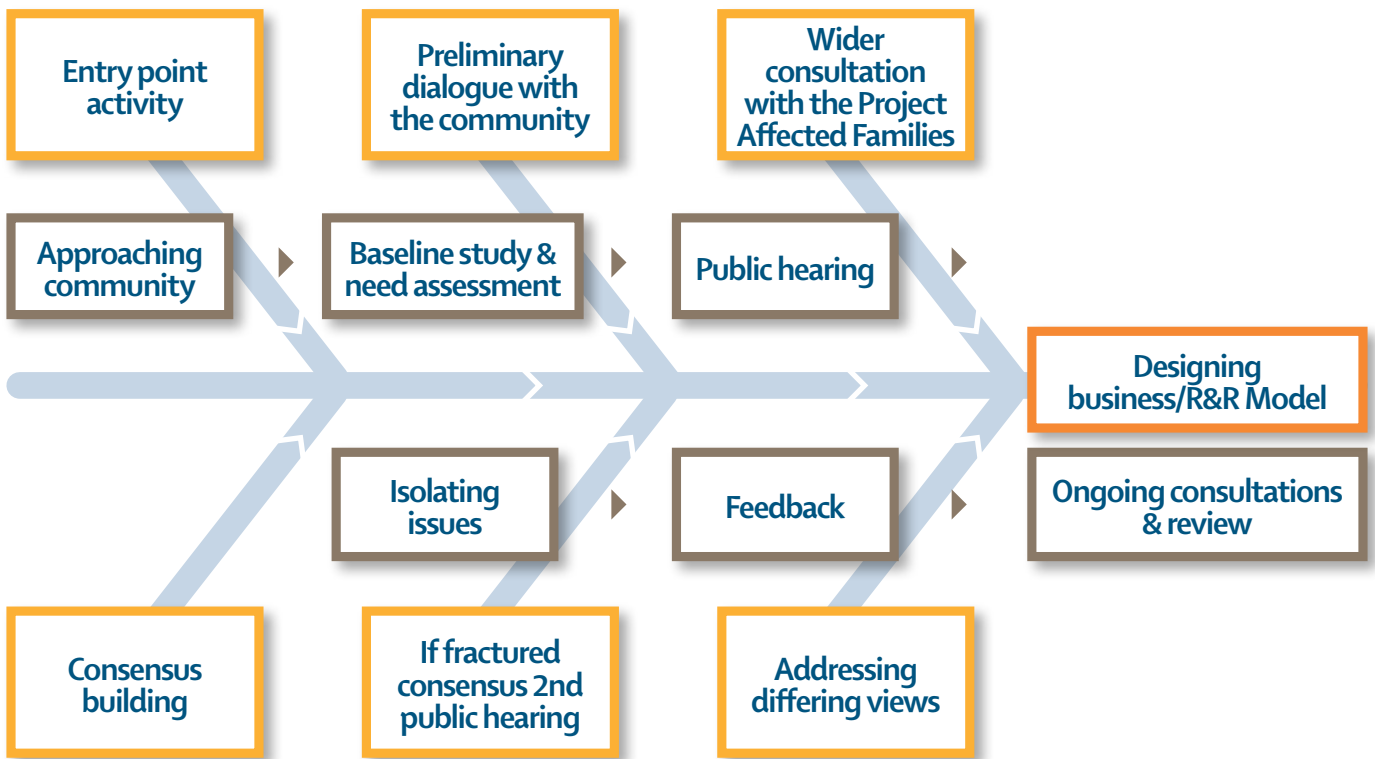 Entry point
activity
Preliminary
dialogue with
the community
Wider
consultation
with the Project
Affected Families
Approaching
community
Baseline study &
need assessment
Public hearing
Designing
business/R&R Model
Isolating
issues
Feedback
Ongoing consultations
& review
Consensus
building
If fractured
consensus 2nd
public hearing
Addressing
differing views